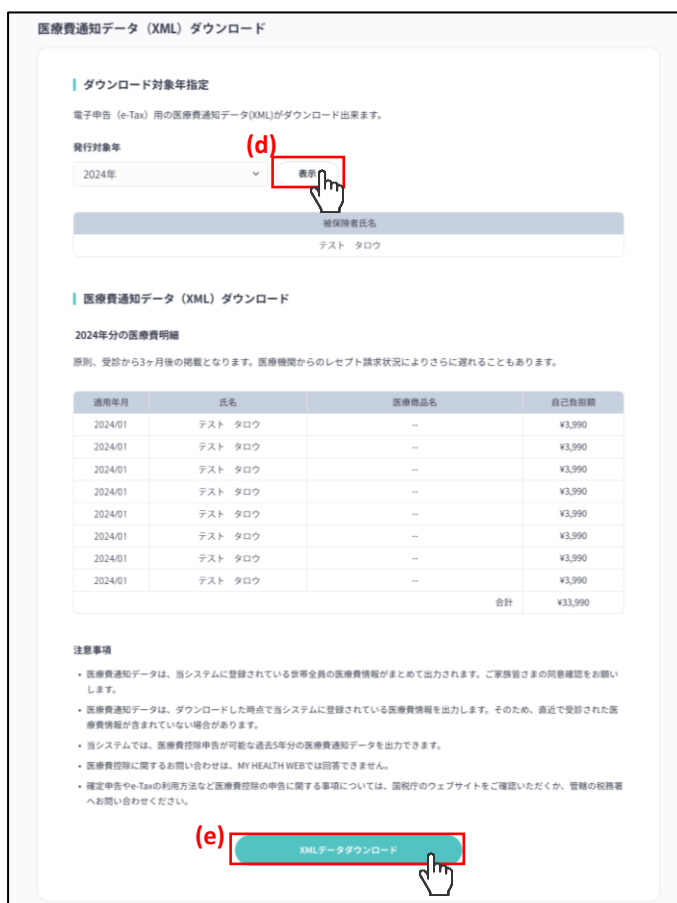 医療費通知データ（XML）ダウンロード
ダウンロード対象年指定
電子申告（e-Tax）用の医療費通知データ(XML)がダウンロード出来ます。
発行対象年
(d)
2024年
表示
被保険者氏名
テスト　タロウ
医療費通知データ（XML）ダウンロード
2024年分の医療費明細
原則、受診から3ヶ月後の掲載となります。医療機関からのレセプト請求状況によりさらに遅れることもあります。
適用年月 氏名 医療商品名 自己負担額
2024/01 テスト　タロウ -- ¥3,990
2024/01 テスト　タロウ -- ¥3,990
2024/01 テスト　タロウ -- ¥3,990
2024/01 テスト　タロウ -- ¥3,990
2024/01 テスト　タロウ -- ¥3,990
2024/01 テスト　タロウ -- ¥3,990
2024/01 テスト　タロウ -- ¥3,990
2024/01 テスト　タロウ -- ¥3,990
合計 ¥33,990
注意事項
• 医療費通知データは、当システムに登録されている世帯全員の医療費情報がまとめて出力されます。ご家族皆さまの同意確認をお願い
します。
• 医療費通知データは、ダウンロードした時点で当システムに登録されている医療費情報を出力します。そのため、直近で受診された医
療費情報が含まれていない場合があります。
• 当システムでは、医療費控除申告が可能な過去5年分の医療費通知データを出力できます。
• 医療費控除に関するお問い合わせは、MY HEALTH WEBでは回答できません。
• 確定申告やe-Taxの利用方法など医療費控除の申告に関する事項については、国税庁のウェブサイトをご確認いただくか、管轄の税務署
へお問い合わせください。
(e)
XMLデータダウンロード